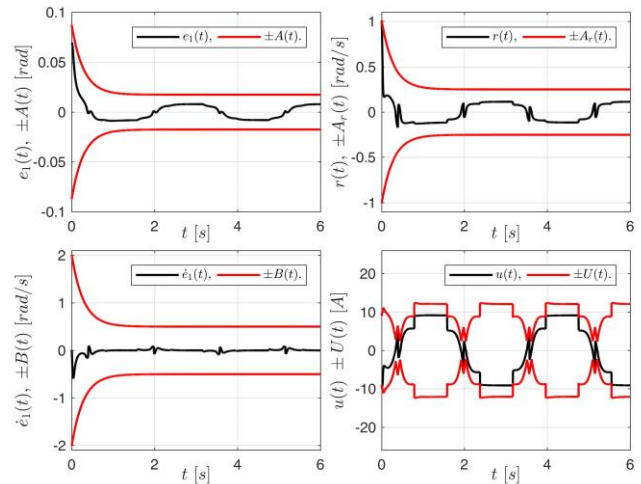 e₁(t), ±A(t) [rad]
0.1
0.05
0
-0.05
-0.1
e₁(t), ±A(t).
0 2 4 6
t [s]
r(t), ±Aᵣ(t) [rad/s]
1
0.5
0
-0.5
-1
r(t), ±Aᵣ(t).
0 2 4 6
t [s]
ė₁(t), ±B(t) [rad/s]
2
1
0
-1
-2
ė₁(t), ±B(t).
0 2 4 6
t [s]
u(t) ±U(t) [A]
20
10
0
-10
-20
u(t), ±U(t).
0 2 4 6
t [s]